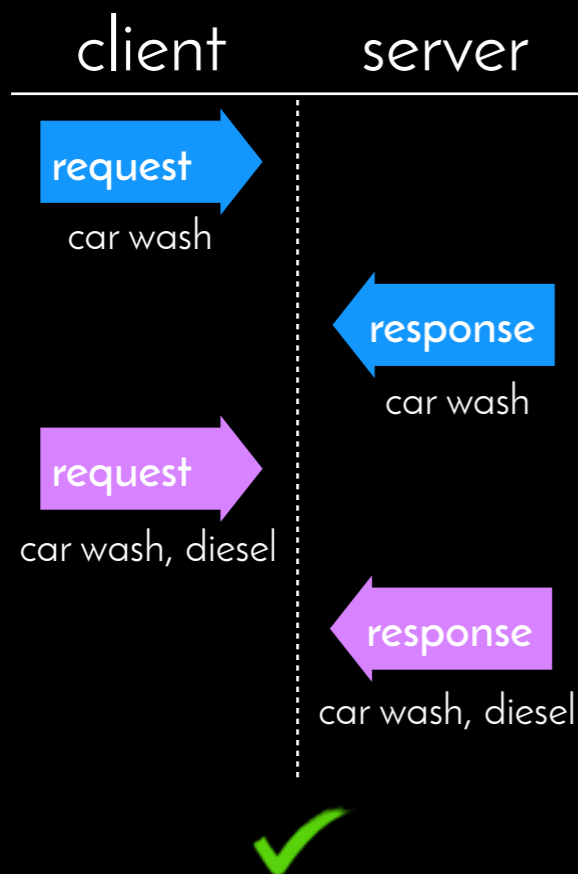 client server
request
car wash
response
car wash
request
car wash, diesel
response
car wash, diesel